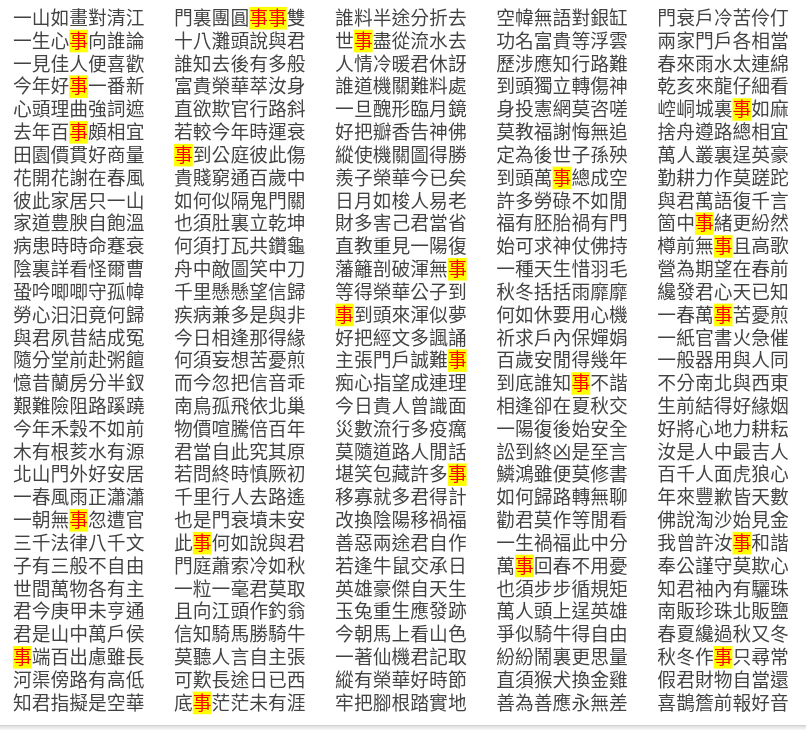 一山如畫對清江 門裏團圓事事雙 誰料半途分折去 空幃無語對銀缸 門衰戶冷苦伶仃
一生心事向誰論 十八灘頭說與君 世事盡從流水去 功名富貴等浮雲 兩家門戶各相當
一見佳人便喜歡 誰知去後有多般 人情冷暖君休訝 歷涉應知行路難 春來雨水太連綿
今年好事一番新 富貴榮華萃汝身 誰道機關難料處 到頭獨立轉傷神 乾亥來龍仔細看
心頭理曲強詞遮 直欲欺官行路斜 一旦醜形臨月鏡 身投憲網莫咨嗟 崆峒城裏事如麻
去年百事頗相宜 若較今年時運衰 好把瓣香告神佛 莫教福謝悔無追 捨舟遵路總相宜
田園價貫好商量 事到公庭彼此傷 縱使機關圖得勝 定為後世子孫殃 萬人叢裏逞英豪
花開花謝在春風 貴賤窮通百歲中 羨子榮華今已矣 到頭萬事總成空 勤耕力作莫蹉跎
彼此家居只一山 如何似隔鬼門關 日月如梭人易老 許多勞碌不如閒 與君萬語復千言
家道豊腴自飽溫 也須肚裏立乾坤 財多害己君當省 福有胚胎禍有門 箇中事緒更紛然
病患時時命蹇衰 何須打瓦共鑽龜 直教重見一陽復 始可求神仗佛持 樽前無事且高歌
陰裏詳看怪爾曹 舟中敵圖笑中刀 藩籬剖破渾無事 一種天生惜羽毛 營為期望在春前
蛩吟唧唧守孤幃 千里懸懸望信歸 等得榮華公子到 秋冬括括雨霏霏 纔發君心天已知
勞心汨汨竟何歸 疾病兼多是與非 事到頭來渾似夢 何如休要用心機 一春萬事苦憂煎
與君夙昔結成冤 今日相逢那得緣 好把經文多諷誦 祈求戶內保嬋娟 一紙官書火急催
隨分堂前赴粥饘 何須妄想苦憂煎 主張門戶誠難事 百歲安閒得幾年 一般器用與人同
憶昔蘭房分半釵 而今忽把信音乖 痴心指望成連理 到底誰知事不諧 不分南北與西東
艱難險阻路蹊蹺 南鳥孤飛依北巢 今日貴人曾識面 相逢卻在夏秋交 生前結得好緣姻
今年禾穀不如前 物價喧騰倍百年 災數流行多疫癘 一陽復後始安全 好將心地力耕耘
木有根荄水有源 君當自此究其原 莫隨道路人閒話 訟到終凶是至言 汝是人中最吉人
北山門外好安居 若問終時慎厥初 堪笑包藏許多事 鱗鴻雖便莫修書 百千人面虎狼心
一春風雨正瀟瀟 千里行人去路遙 移寡就多君得計 如何歸路轉無聊 年來豐歉皆天數
一朝無事忽遭官 也是門衰墳未安 改換陰陽移禍福 勸君莫作等閒看 佛說淘沙始見金
三千法律八千文 此事何如說與君 善惡兩途君自作 一生禍福此中分 我曾許汝事和諧
子有三般不自由 門庭蕭索冷如秋 若逢牛鼠交承日 萬事回春不用憂 奉公謹守莫欺心
世間萬物各有主 一粒一毫君莫取 英雄豪傑自天生 也須步步循規矩 知君袖內有驪珠
君今庚甲未亨通 且向江頭作釣翁 玉兔重生應發跡 萬人頭上逞英雄 南販珍珠北販鹽
君是山中萬戶侯 信知騎馬勝騎牛 今朝馬上看山色 爭似騎牛得自由 春夏纔過秋又冬
事端百出慮雖長 莫聽人言自主張 一著仙機君記取 紛紛鬧裏更思量 秋冬作事只尋常
河渠傍路有高低 可歎長途日已西 縱有榮華好時節 直須猴犬換金雞 假君財物自當還
知君指擬是空華 底事茫茫未有涯 牢把腳根踏實地 善為善應永無差 喜鵲簷前報好音